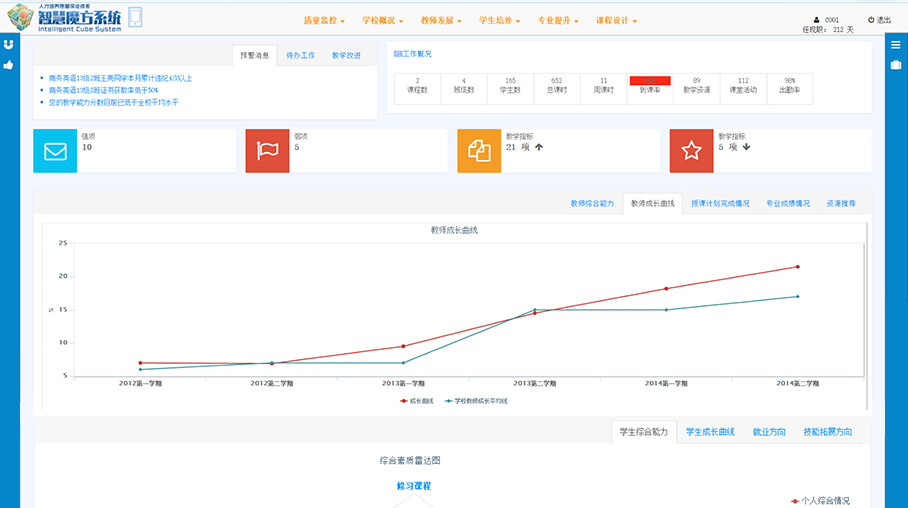 人才培养质量保证体系
智慧魔方系统
Intelligent Cube System
质量监控 学校概况 教师发展 学生培养 专业提升 课程设计
0001 退出
任现职: 212 天
预警消息 待办工作 教学改进
商务英语13级2班王亮同学本月累计违纪4次以上
商务英语13级2班证书获取率低于50%
您的教学能力分数目前已低于全校平均水平
工作概况
2 4 165 652 11 89 112 98%
课程数 班级数 学生数 总课时 周课时 到课率 教学资源 课堂活动 出勤率
强项
10
弱项
5
教学指标
21 项
教学指标
5 项
教师综合能力 教师成长曲线 授课计划完成情况 专业成绩情况 资源推荐
教师成长曲线
25
20
%
15
10
5
2012第一学期 2012第二学期 2013第一学期 2013第二学期 2014第一学期 2014第二学期
成长曲线 学校教师成长平均线
学生综合能力 学生成长曲线 就业方向 技能拓展方向
综合素质雷达图
修习课程
个人综合情况